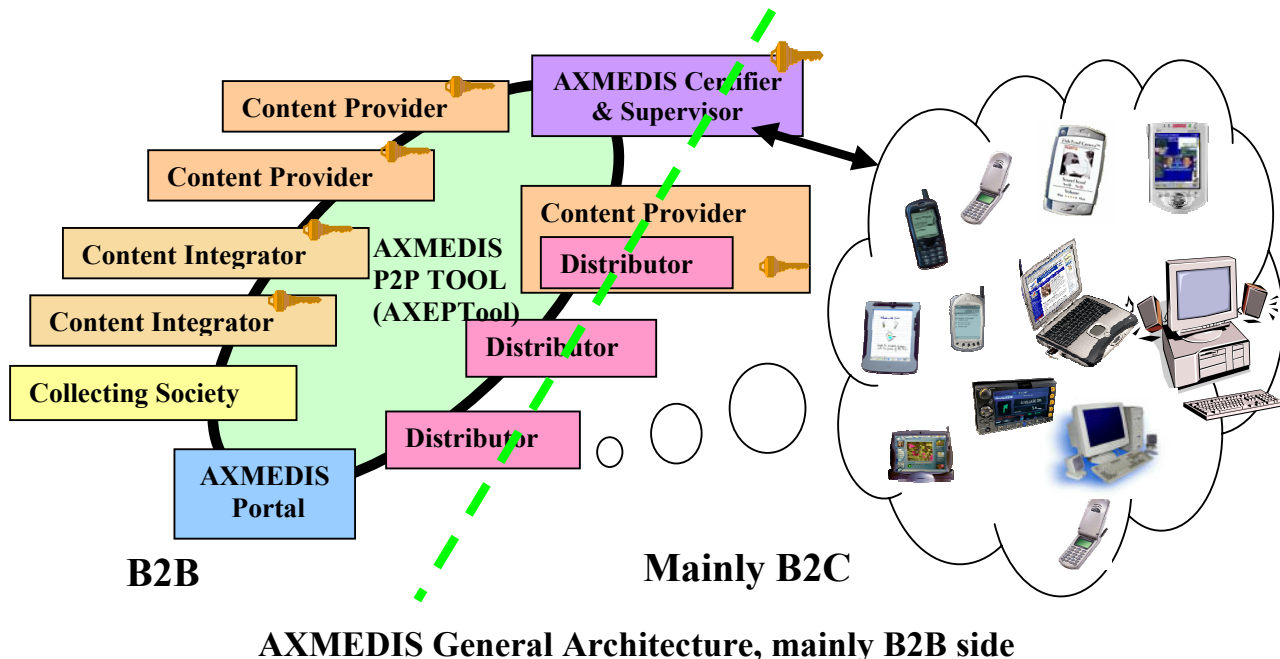 AXMEDIS Certifier
& Supervisor
Content Provider
Content Provider
Content Provider
Distributor
Content Integrator
AXMEDIS
P2P TOOL
(AXEPTool)
Content Integrator
Distributor
Collecting Society
Distributor
AXMEDIS
Portal
B2B
Mainly B2C
AXMEDIS General Architecture, mainly B2B side